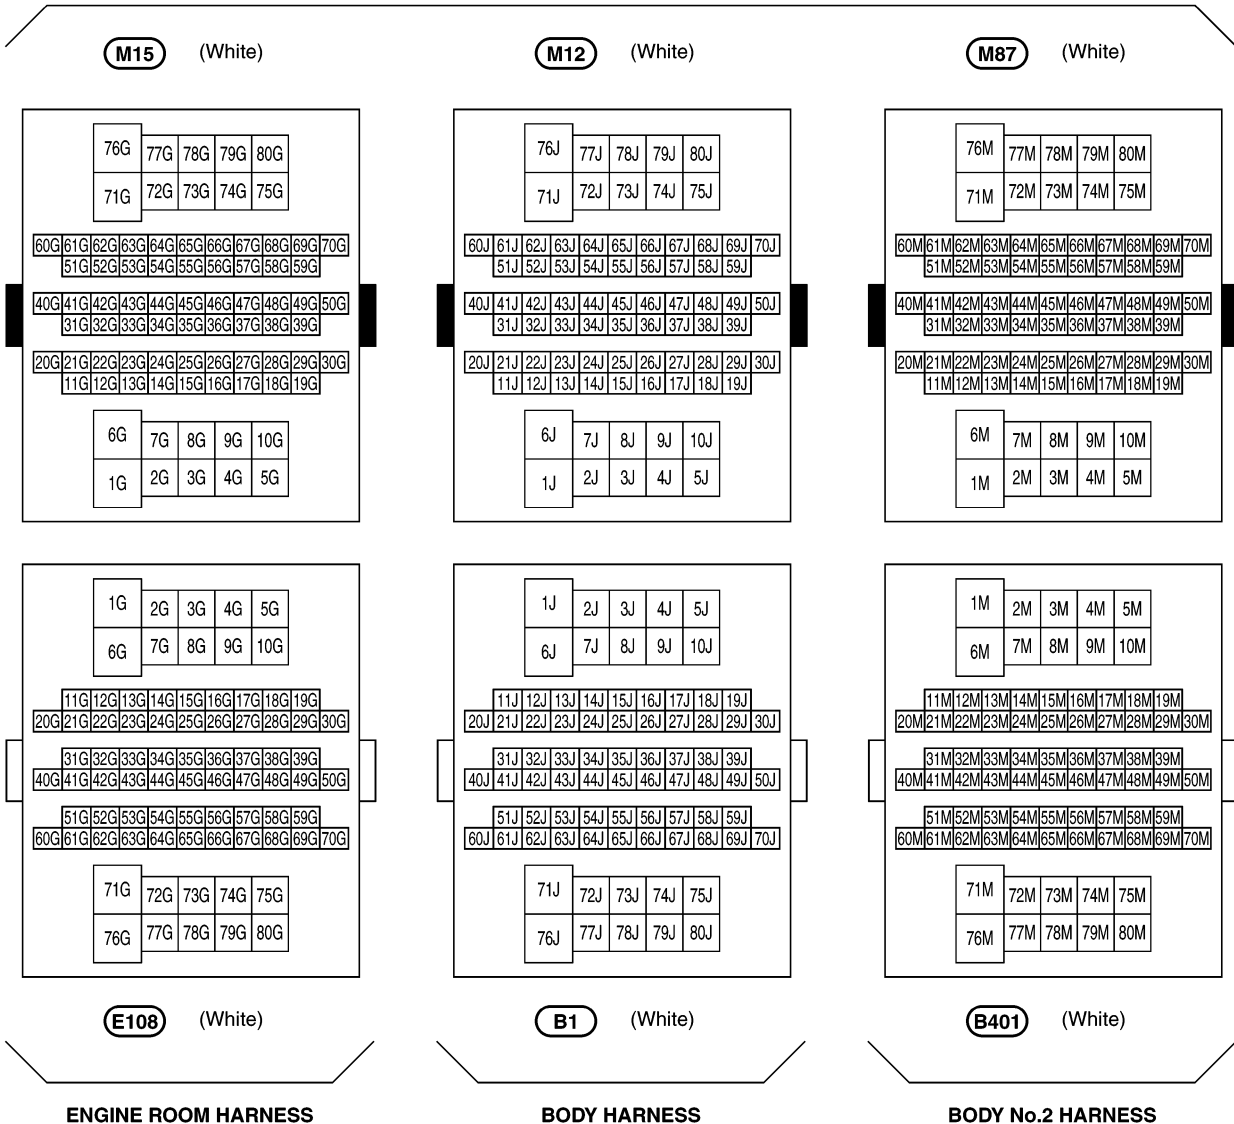 M15 (White) M12 (White) M87 (White)
76G 77G 78G 79G 80G 76J 77J 78J 79J 80J 76M 77M 78M 79M 80M
71G 72G 73G 74G 75G 71J 72J 73J 74J 75J 71M 72M 73M 74M 75M
60G 61G 62G 63G 64G 65G 66G 67G 68G 69G 70G 60J 61J 62J 63J 64J 65J 66J 67J 68J 69J 70J 60M 61M 62M 63M 64M 65M 66M 67M 68M 69M 70M
51G 52G 53G 54G 55G 56G 57G 58G 59G 51J 52J 53J 54J 55J 56J 57J 58J 59J 51M 52M 53M 54M 55M 56M 57M 58M 59M
40G 41G 42G 43G 44G 45G 46G 47G 48G 49G 50G 40J 41J 42J 43J 44J 45J 46J 47J 48J 49J 50J 40M 41M 42M 43M 44M 45M 46M 47M 48M 49M 50M
31G 32G 33G 34G 35G 36G 37G 38G 39G 31J 32J 33J 34J 35J 36J 37J 38J 39J 31M 32M 33M 34M 35M 36M 37M 38M 39M
20G 21G 22G 23G 24G 25G 26G 27G 28G 29G 30G 20J 21J 22J 23J 24J 25J 26J 27J 28J 29J 30J 20M 21M 22M 23M 24M 25M 26M 27M 28M 29M 30M
11G 12G 13G 14G 15G 16G 17G 18G 19G 11J 12J 13J 14J 15J 16J 17J 18J 19J 11M 12M 13M 14M 15M 16M 17M 18M 19M
6G 7G 8G 9G 10G 6J 7J 8J 9J 10J 6M 7M 8M 9M 10M
1G 2G 3G 4G 5G 1J 2J 3J 4J 5J 1M 2M 3M 4M 5M
1G 2G 3G 4G 5G 1J 2J 3J 4J 5J 1M 2M 3M 4M 5M
6G 7G 8G 9G 10G 6J 7J 8J 9J 10J 6M 7M 8M 9M 10M
11G 12G 13G 14G 15G 16G 17G 18G 19G 11J 12J 13J 14J 15J 16J 17J 18J 19J 11M 12M 13M 14M 15M 16M 17M 18M 19M
20G 21G 22G 23G 24G 25G 26G 27G 28G 29G 30G 20J 21J 22J 23J 24J 25J 26J 27J 28J 29J 30J 20M 21M 22M 23M 24M 25M 26M 27M 28M 29M 30M
31G 32G 33G 34G 35G 36G 37G 38G 39G 31J 32J 33J 34J 35J 36J 37J 38J 39J 31M 32M 33M 34M 35M 36M 37M 38M 39M
40G 41G 42G 43G 44G 45G 46G 47G 48G 49G 50G 40J 41J 42J 43J 44J 45J 46J 47J 48J 49J 50J 40M 41M 42M 43M 44M 45M 46M 47M 48M 49M 50M
51G 52G 53G 54G 55G 56G 57G 58G 59G 51J 52J 53J 54J 55J 56J 57J 58J 59J 51M 52M 53M 54M 55M 56M 57M 58M 59M
60G 61G 62G 63G 64G 65G 66G 67G 68G 69G 70G 60J 61J 62J 63J 64J 65J 66J 67J 68J 69J 70J 60M 61M 62M 63M 64M 65M 66M 67M 68M 69M 70M
71G 72G 73G 74G 75G 71J 72J 73J 74J 75J 71M 72M 73M 74M 75M
76G 77G 78G 79G 80G 76J 77J 78J 79J 80J 76M 77M 78M 79M 80M
E108 (White) B1 (White) B401 (White)
ENGINE ROOM HARNESS BODY HARNESS BODY No.2 HARNESS